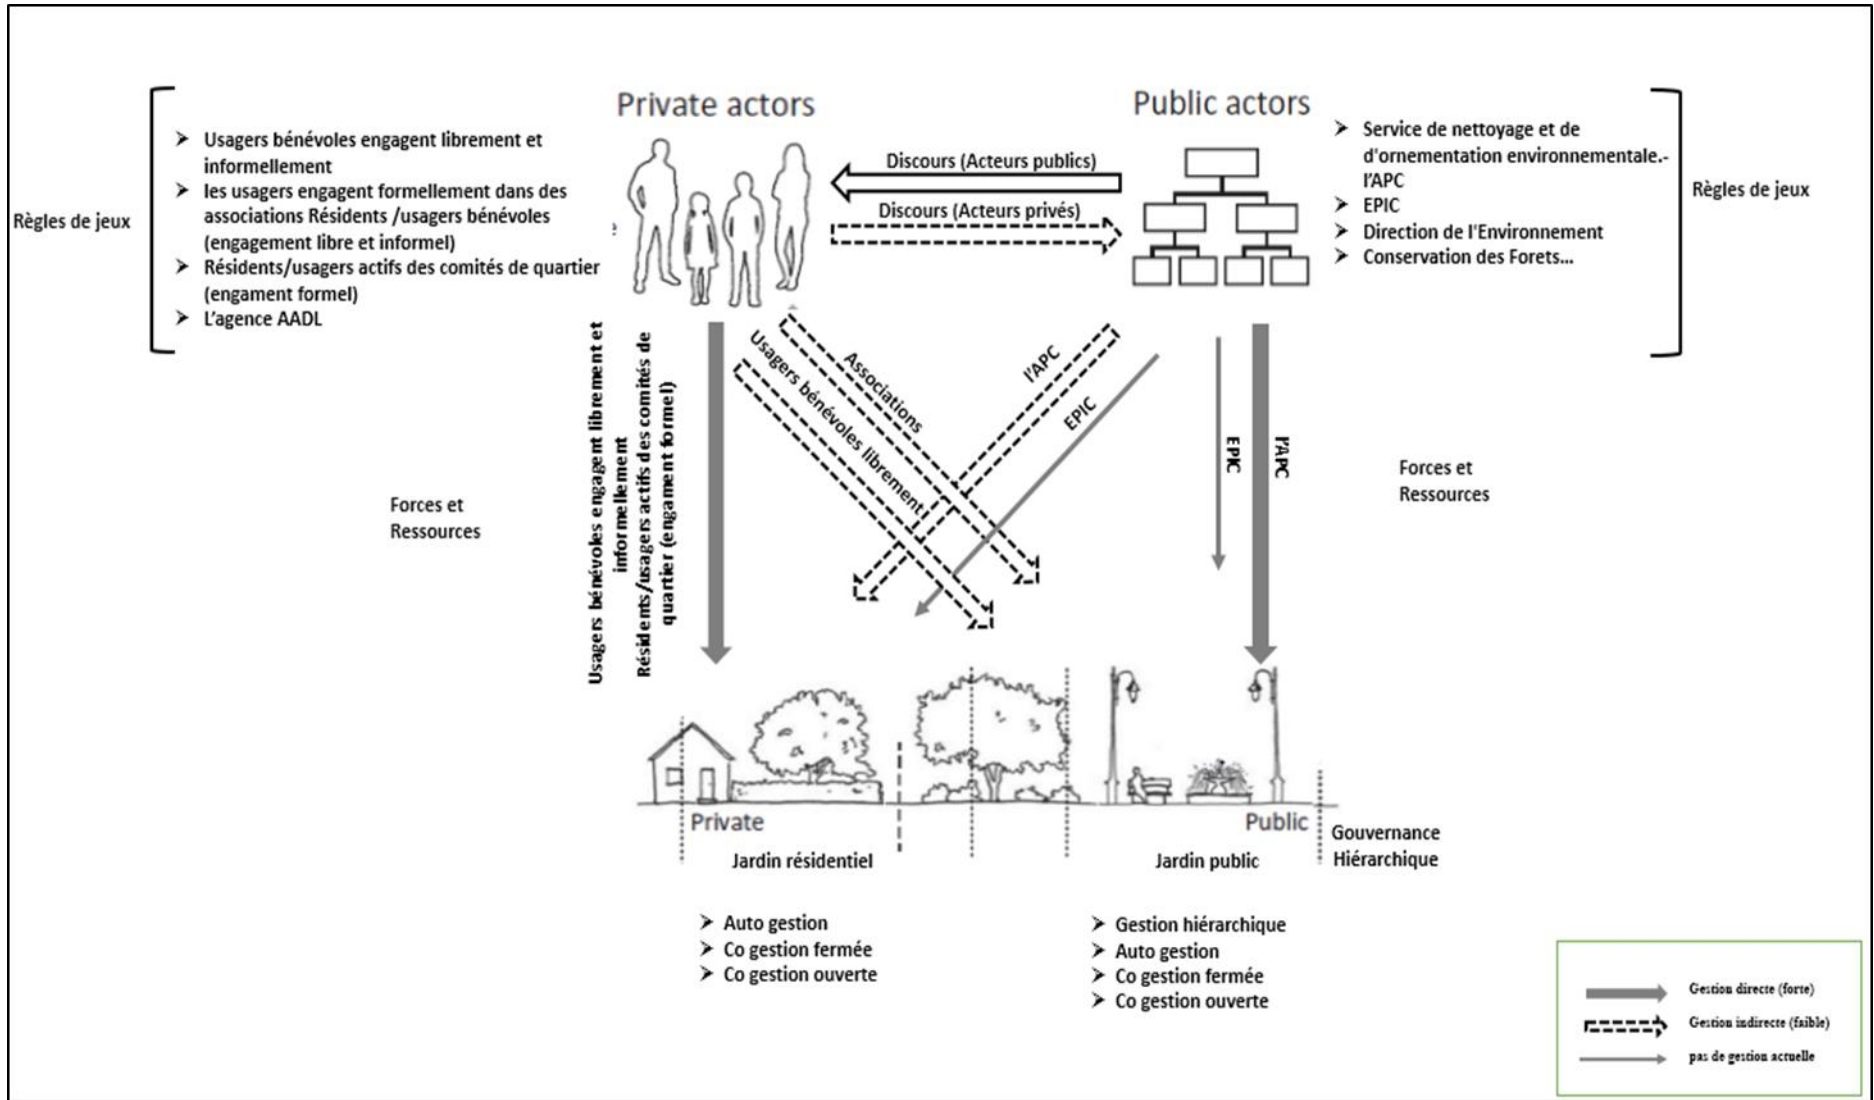 Private actors
Public actors
Règles de jeux
➤ Usagers bénévoles engagent librement et
informellement
➤ les usagers engagent formellement dans des
associations Résidents /usagers bénévoles
(engagement libre et informel)
➤ Résidents/usagers actifs des comités de quartier
(engament formel)
➤ L'agence AADL
Discours (Acteurs publics)
Discours (Acteurs privés)
➤ Service de nettoyage et de
d'ornementation environnementale.-
l'APC
➤ EPIC
➤ Direction de l'Environnement
➤ Conservation des Forets...
Règles de jeux
Forces et
Ressources
Usagers bénévoles engagent librement et
informellement
Résidents/usagers actifs des comités de
quartier (engament formel)
Usagers bénévoles librement
Associations
l'APC
EPIC
EPIC
l'APC
Forces et
Ressources
Private
Public
Jardin résidentiel
Jardin public
Gouvernance
Hiérarchique
➤ Auto gestion
➤ Co gestion fermée
➤ Co gestion ouverte
➤ Gestion hiérarchique
➤ Auto gestion
➤ Co gestion fermée
➤ Co gestion ouverte
Gestion directe (forte)
Gestion indirecte (faible)
pas de gestion actuelle